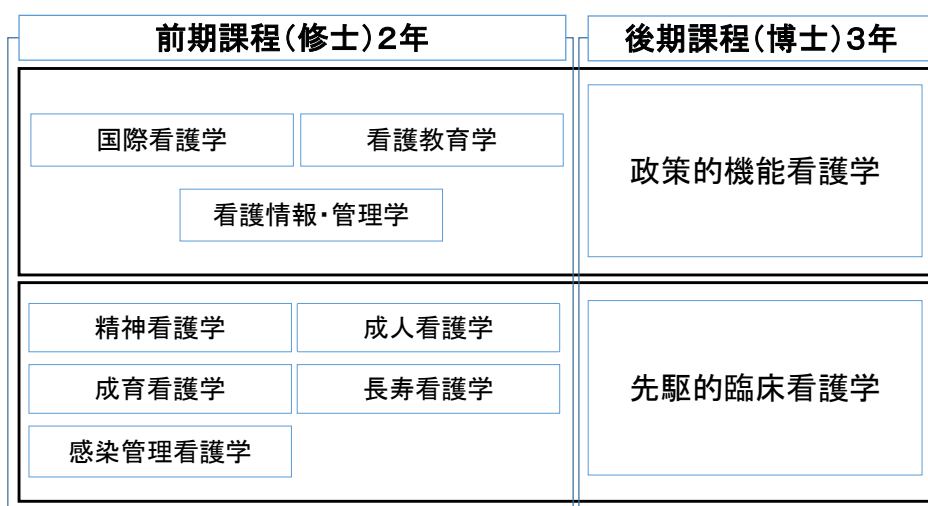 前期課程(修士)2年
後期課程(博士)3年
国際看護学
看護教育学
看護情報・管理学
政策的機能看護学
精神看護学
成人看護学
成育看護学
長寿看護学
感染管理看護学
先駆的臨床看護学